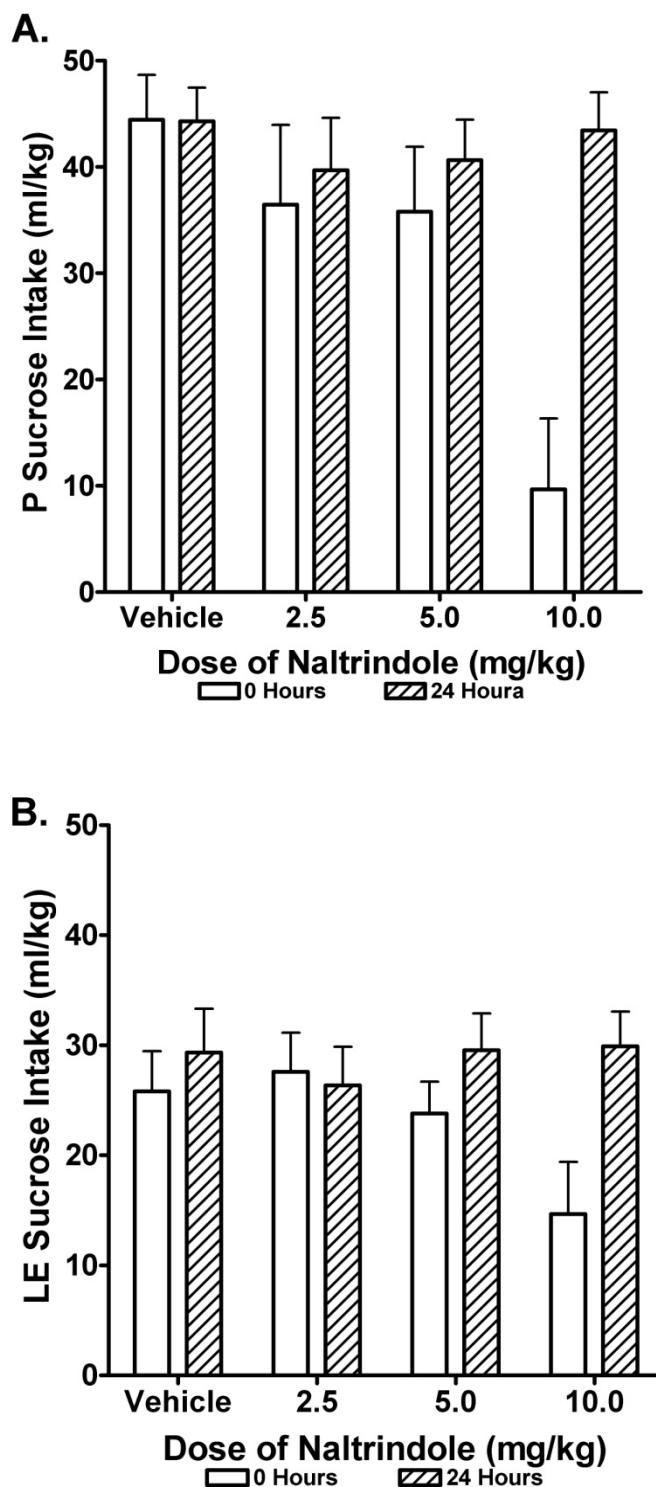 A.
P Sucrose Intake (ml/kg)
50
40
30
20
10
0
Vehicle 2.5 5.0 10.0
Dose of Naltrindole (mg/kg)
0 Hours 24 Houra
B.
LE Sucrose Intake (ml/kg)
50
40
30
20
10
0
Vehicle 2.5 5.0 10.0
Dose of Naltrindole (mg/kg)
0 Hours 24 Hours